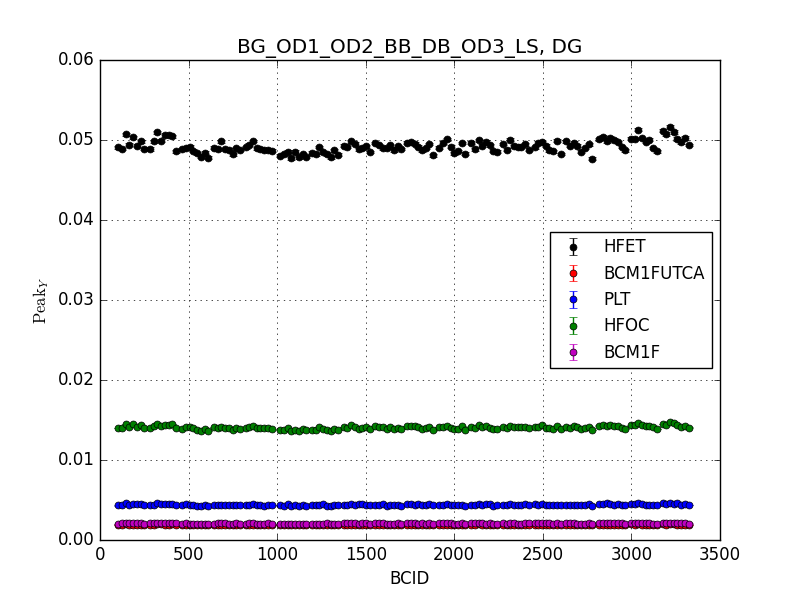 BG_OD1_OD2_BB_DB_OD3_LS, DG
0.06
0.05
0.04
0.03
0.02
0.01
0.00
Peak_Y
HFET
BCM1FUTCA
PLT
HFOC
BCM1F
0 500 1000 1500 2000 2500 3000 3500
BCID